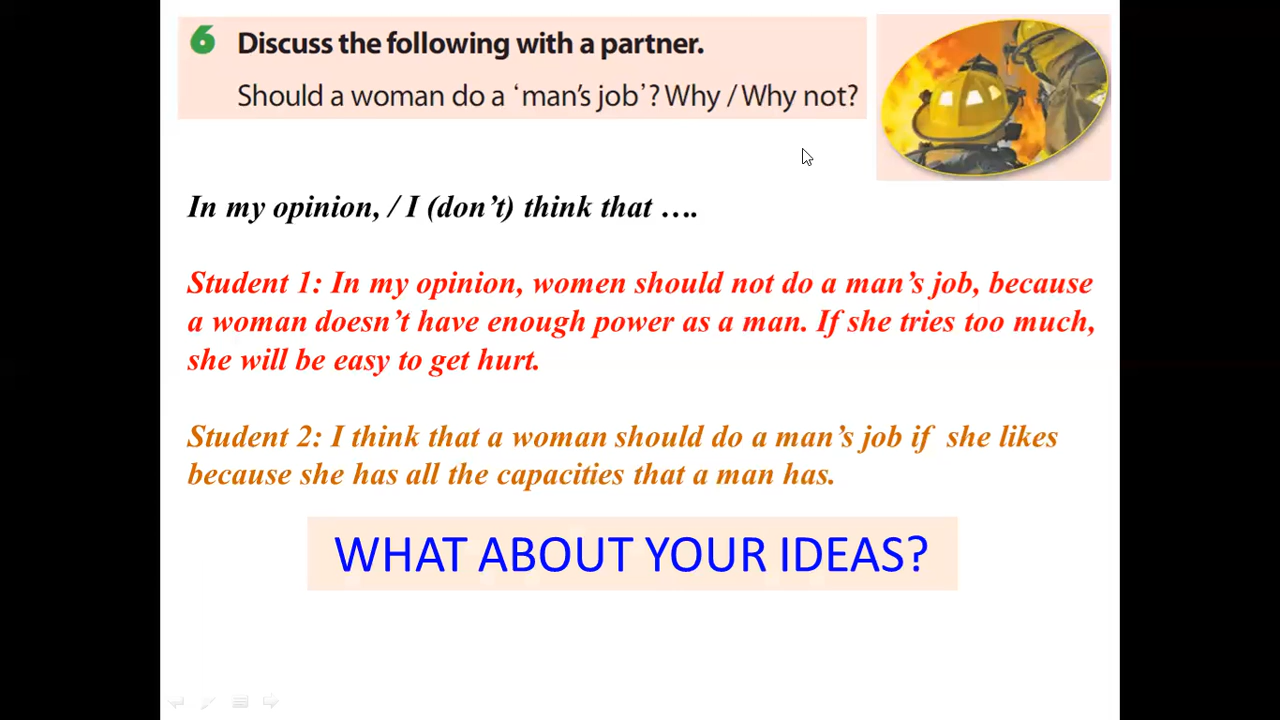 6 Discuss the following with a partner.
Should a woman do a ‘man’s job’? Why / Why not?
In my opinion, / I (don’t) think that ….
Student 1: In my opinion, women should not do a man’s job, because
a woman doesn’t have enough power as a man. If she tries too much,
she will be easy to get hurt.
Student 2: I think that a woman should do a man’s job if she likes
because she has all the capacities that a man has.
WHAT ABOUT YOUR IDEAS?